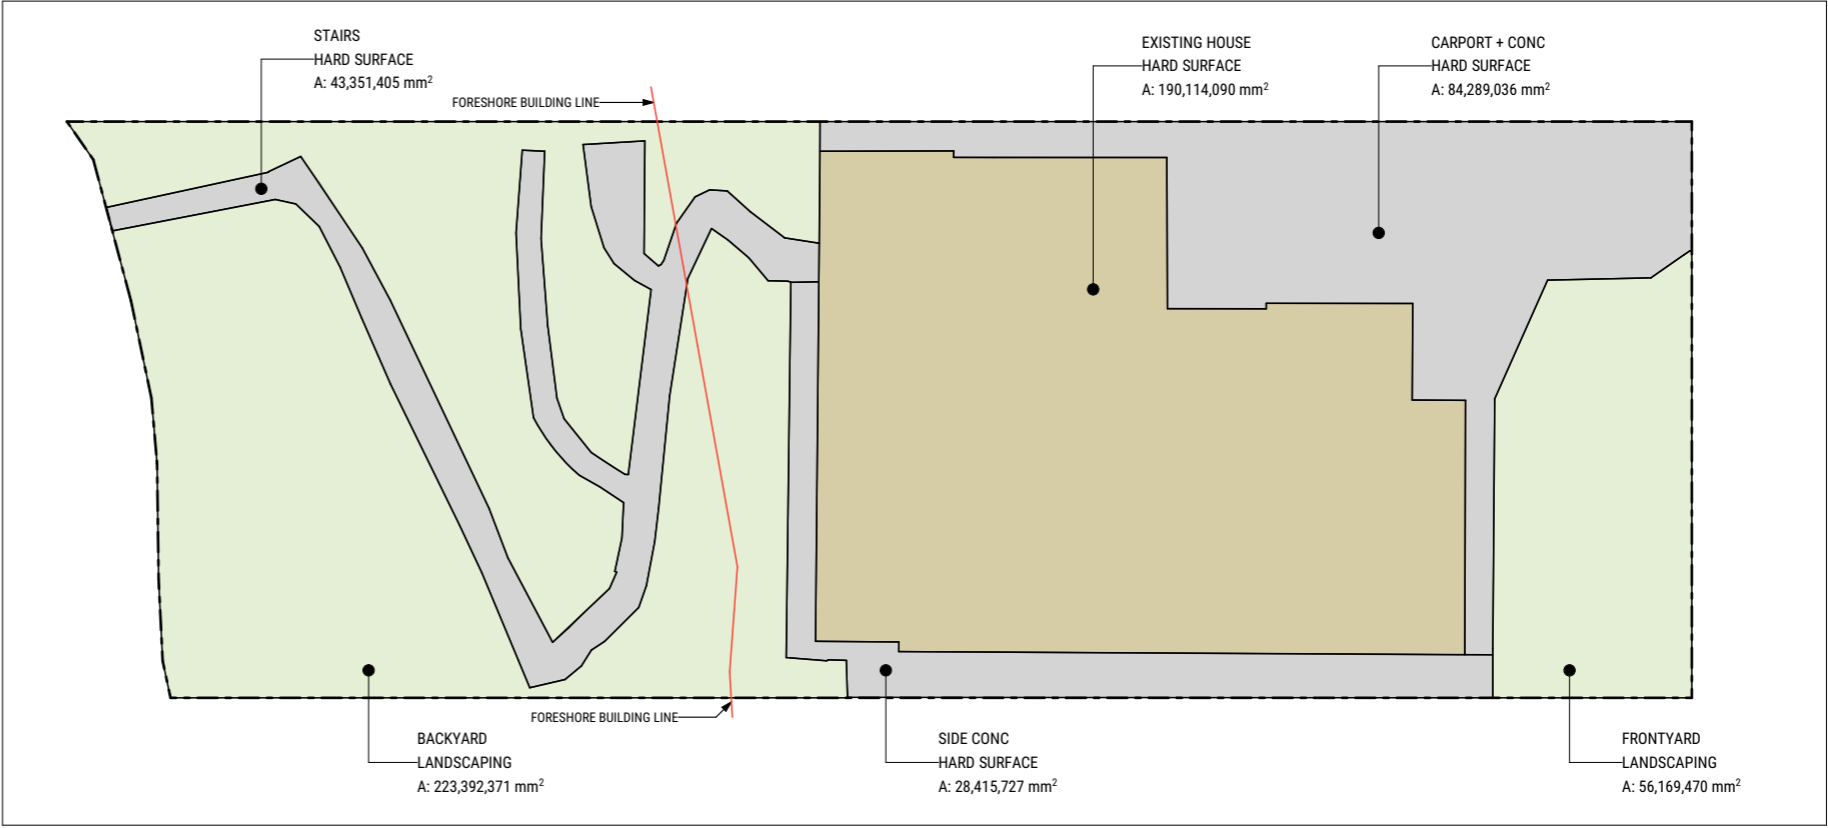 STAIRS
HARD SURFACE
A: 43,351,405 mm²
FORESHORE BUILDING LINE
EXISTING HOUSE
HARD SURFACE
A: 190,114,090 mm²
CARPORT + CONC
HARD SURFACE
A: 84,289,036 mm²
FORESHORE BUILDING LINE
BACKYARD
LANDSCAPING
A: 223,392,371 mm²
SIDE CONC
HARD SURFACE
A: 28,415,727 mm²
FRONTYARD
LANDSCAPING
A: 56,169,470 mm²